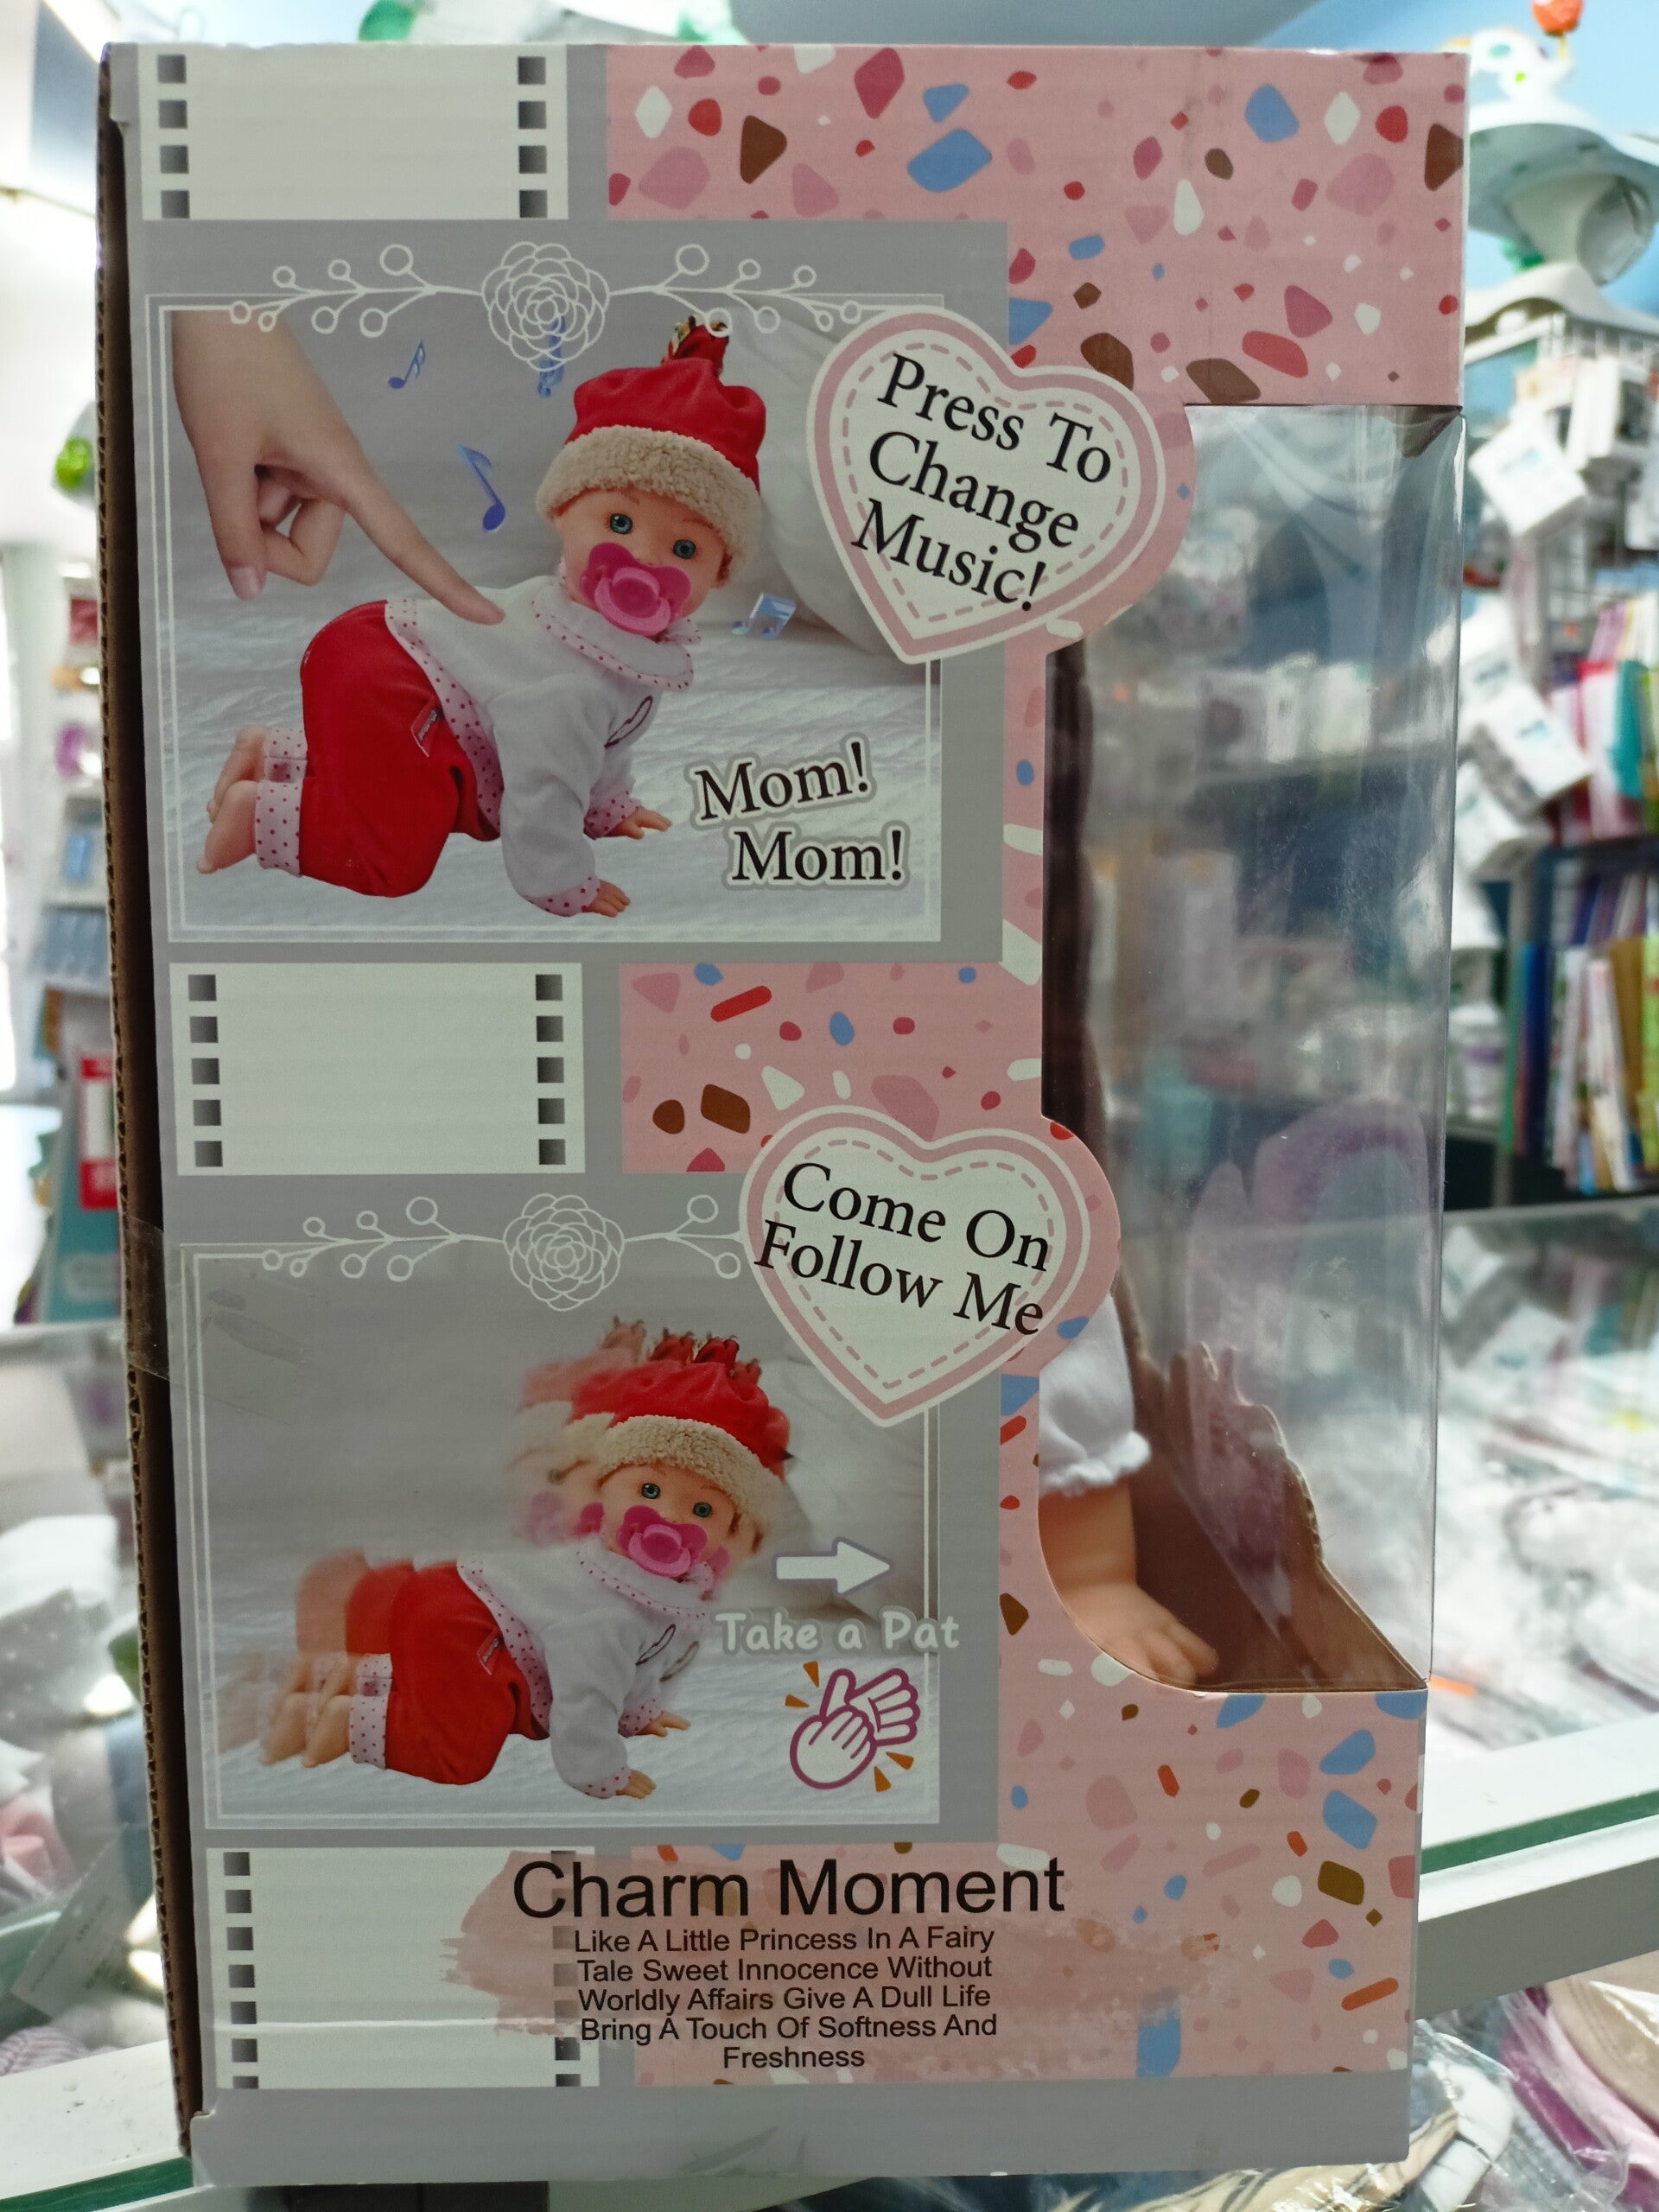 Press To
Change
Music!
Mom!
Mom!
Come On
Follow Me
Take a Pat
Charm Moment
Like A Little Princess In A Fairy
Tale Sweet Innocence Without
Worldly Affairs Give A Dull Life
Bring A Touch Of Softness And
Freshness